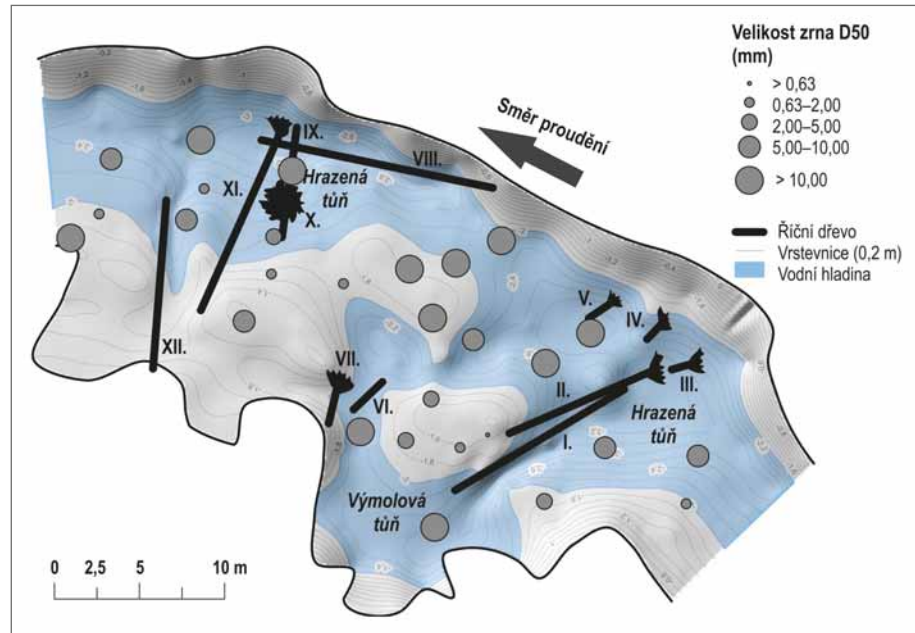 Velikost zrna D50
(mm)
> 0,63
0,63–2,00
2,00–5,00
5,00–10,00
> 10,00
Říční dřevo
Vrstevnice (0,2 m)
Vodní hladina
Směr proudění
IX.
VIII.
Hrazená
tůň
XI.
X.
XII.
V.
IV.
VII.
II.
III.
VI.
Hrazená
tůň
I.
Výmolová
tůň
0 2,5 5 10 m